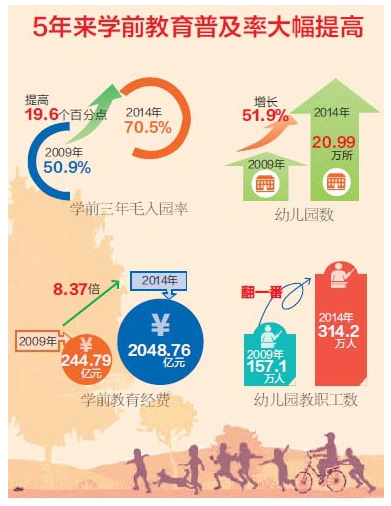 5年来学前教育普及率大幅提高
提高
19.6个百分点
2014年
70.5%
2009年
50.9%
学前三年毛入园率
增长
51.9%
2014年
20.99
万所
2009年
幼儿园数
8.37倍
2014年
¥
2048.76
亿元
2009年
¥
244.79
亿元
学前教育经费
翻一番
2014年
314.2
万人
2009年
157.1
万人
幼儿园教职工数